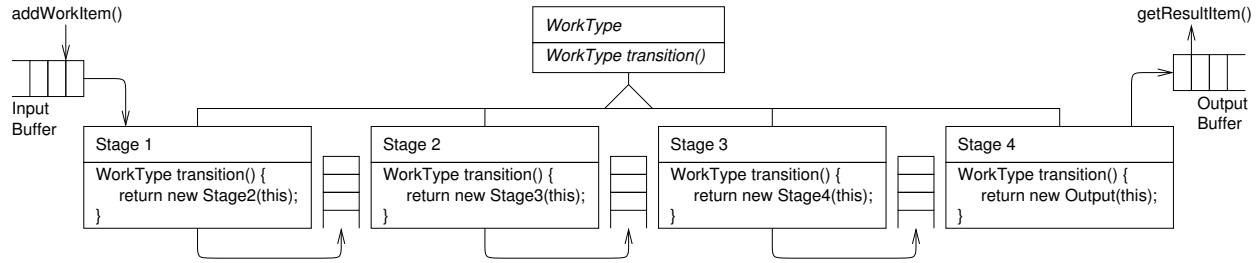 addWorkItem()
Input
Buffer
WorkType
WorkType transition()
getResultItem()
Output
Buffer
Stage 1
WorkType transition() {
return new Stage2(this);
}
Stage 2
WorkType transition() {
return new Stage3(this);
}
Stage 3
WorkType transition() {
return new Stage4(this);
}
Stage 4
WorkType transition() {
return new Output(this);
}